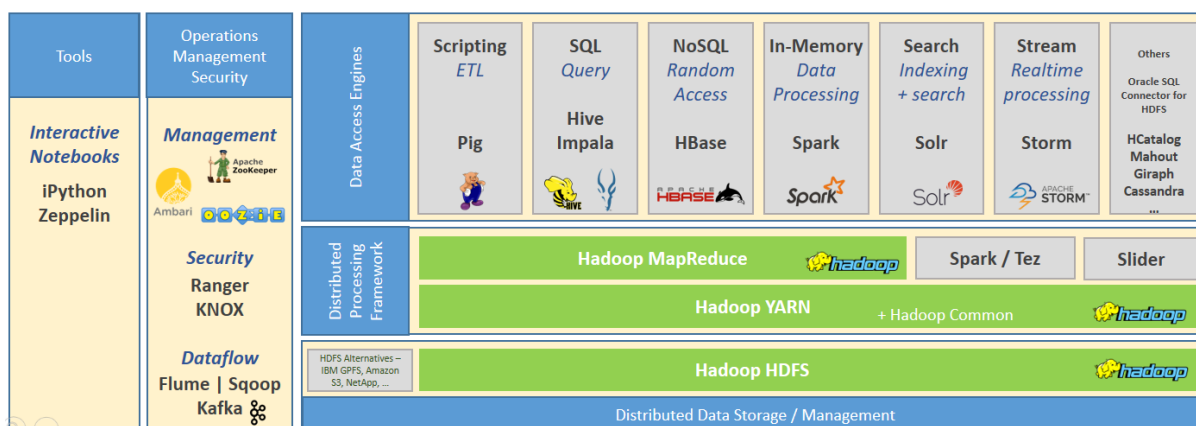 Tools
Interactive
Notebooks
iPython
Zeppelin
Operations
Management
Security
Management
Apache
ZooKeeper
Ambari
OOZIE
Security
Ranger
KNOX
Dataflow
Flume | Sqoop
Kafka
Data Access Engines
Scripting
ETL
Pig
SQL
Query
Hive
Impala
HIVE
NoSQL
Random
Access
HBase
APACHE
HBASE
In-Memory
Data
Processing
Spark
Spark
Search
Indexing
+ search
Solr
Solr
Stream
Realtime
processing
Storm
APACHE
STORM™
Others
Oracle SQL
Connector for
HDFS
HCatalog
Mahout
Giraph
Cassandra
...
Distributed
Processing
Framework
Hadoop MapReduce
hadoop
Spark / Tez
Slider
Hadoop YARN
+ Hadoop Common
hadoop
HDFS Alternatives –
IBM GPFS, Amazon
S3, NetApp, ...
Hadoop HDFS
hadoop
Distributed Data Storage / Management